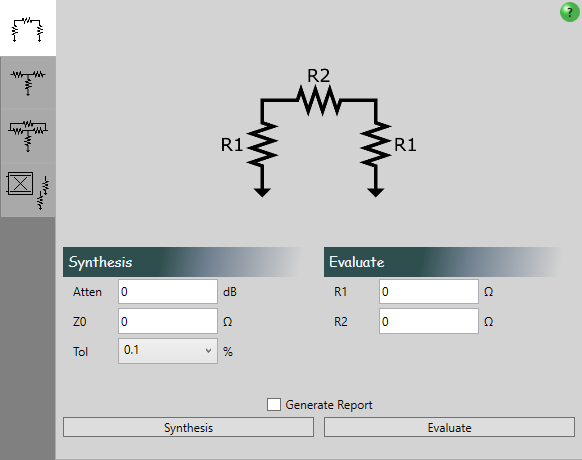 ?
R2
R1 R1
Synthesis Evaluate
Atten 0 dB R1 0 Ω
Z0 0 Ω R2 0 Ω
Tol 0.1 %
Generate Report
Synthesis Evaluate